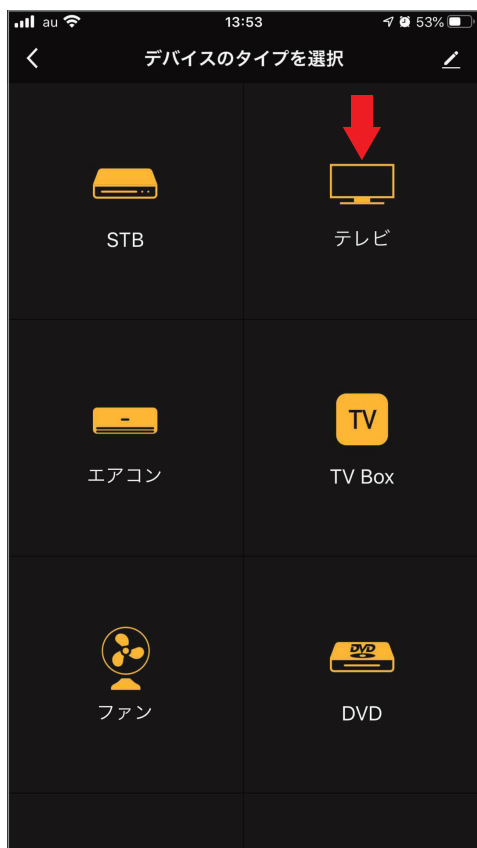 au 13:53 53%
デバイスのタイプを選択
STB
テレビ
エアコン
TV
TV Box
ファン
DVD
DVD